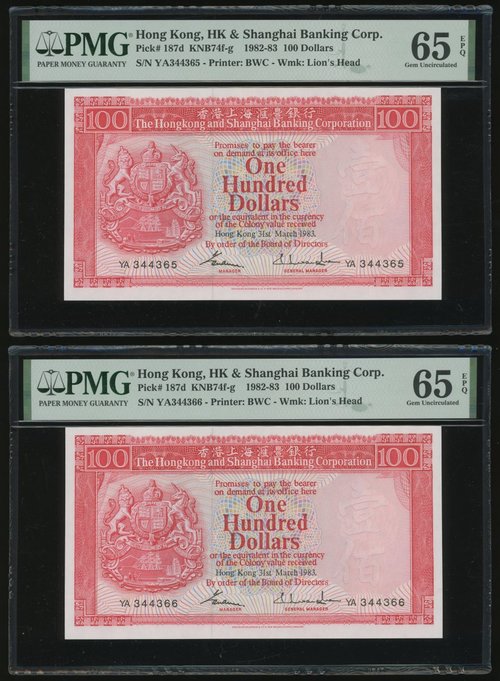 PMG
PAPER MONEY GUARANTY
Hong Kong, HK & Shanghai Banking Corp.
Pick# 187d KNB74f-g 1982-83 100 Dollars
S/N YA344365 - Printer: BWC - Wmk: Lion's Head
65 EPQ
Gem Uncirculated
香港上海滙豐銀行
100 The Hongkong and Shanghai Banking Corporation 100
Promises to pay the bearer
on demand at its office here
One
Hundred
Dollars
or the equivalent in the currency
of the Colony value received
Hong Kong 31st March 1983.
By order of the Board of Directors
YA 344365
YA 344365
MANAGER
GENERAL MANAGER
PMG
PAPER MONEY GUARANTY
Hong Kong, HK & Shanghai Banking Corp.
Pick# 187d KNB74f-g 1982-83 100 Dollars
S/N YA344366 - Printer: BWC - Wmk: Lion's Head
65 EPQ
Gem Uncirculated
香港上海滙豐銀行
100 The Hongkong and Shanghai Banking Corporation 100
Promises to pay the bearer
on demand at its office here
One
Hundred
Dollars
or the equivalent in the currency
of the Colony value received
Hong Kong 31st March 1983.
By order of the Board of Directors
YA 344366
YA 344366
MANAGER
GENERAL MANAGER